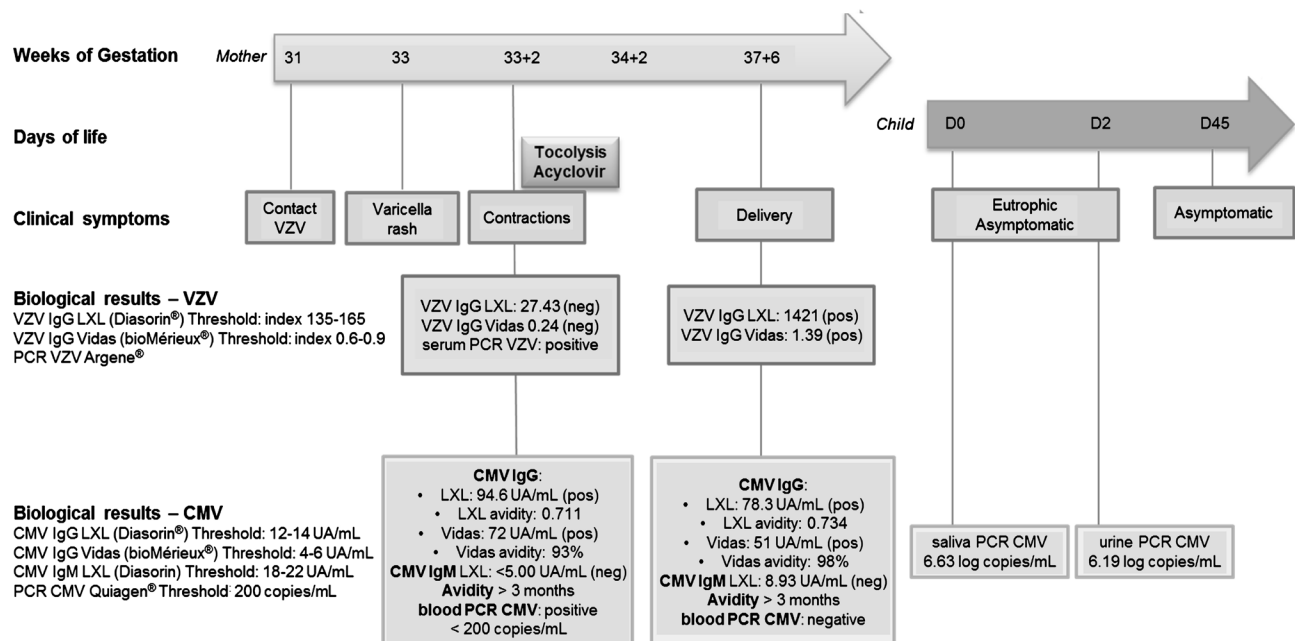 Weeks of Gestation
Mother
31
33
33+2
34+2
37+6
Days of life
Child
D0
D2
D45
Tocolysis
Acyclovir
Clinical symptoms
Contact
VZV
Varicella
rash
Contractions
Delivery
Eutrophic
Asymptomatic
Asymptomatic
Biological results – VZV
VZV IgG LXL (Diasorin®) Threshold: index 135-165
VZV IgG Vidas (bioMérieux®) Threshold: index 0.6-0.9
PCR VZV Argene®
VZV IgG LXL: 27.43 (neg)
VZV IgG Vidas 0.24 (neg)
serum PCR VZV: positive
VZV IgG LXL: 1421 (pos)
VZV IgG Vidas: 1.39 (pos)
Biological results – CMV
CMV IgG LXL (Diasorin®) Threshold: 12-14 UA/mL
CMV IgG Vidas (bioMérieux®) Threshold: 4-6 UA/mL
CMV IgM LXL (Diasorin) Threshold: 18-22 UA/mL
PCR CMV Quiagen® Threshold: 200 copies/mL
CMV IgG:
• LXL: 94.6 UA/mL (pos)
• LXL avidity: 0.711
• Vidas: 72 UA/mL (pos)
• Vidas avidity: 93%
CMV IgM LXL: <5.00 UA/mL (neg)
Avidity > 3 months
blood PCR CMV: positive
< 200 copies/mL
CMV IgG:
• LXL: 78.3 UA/mL (pos)
• LXL avidity: 0.734
• Vidas: 51 UA/mL (pos)
• Vidas avidity: 98%
CMV IgM LXL: 8.93 UA/mL (neg)
Avidity > 3 months
blood PCR CMV: negative
saliva PCR CMV
6.63 log copies/mL
urine PCR CMV
6.19 log copies/mL